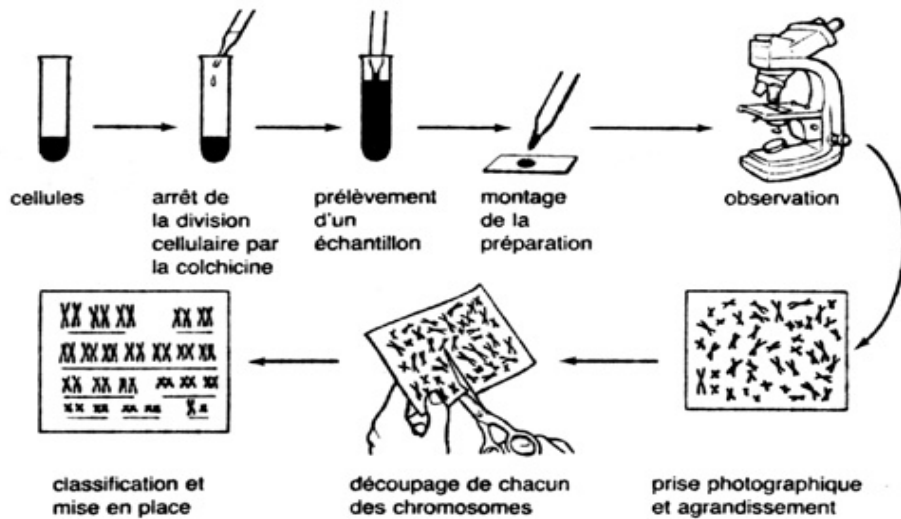 cellules
arrêt de
la division
cellulaire par
la colchicine
prélèvement
d'un
échantillon
montage
de la
préparation
observation
classification et
mise en place
découpage de chacun
des chromosomes
prise photographique
et agrandissement